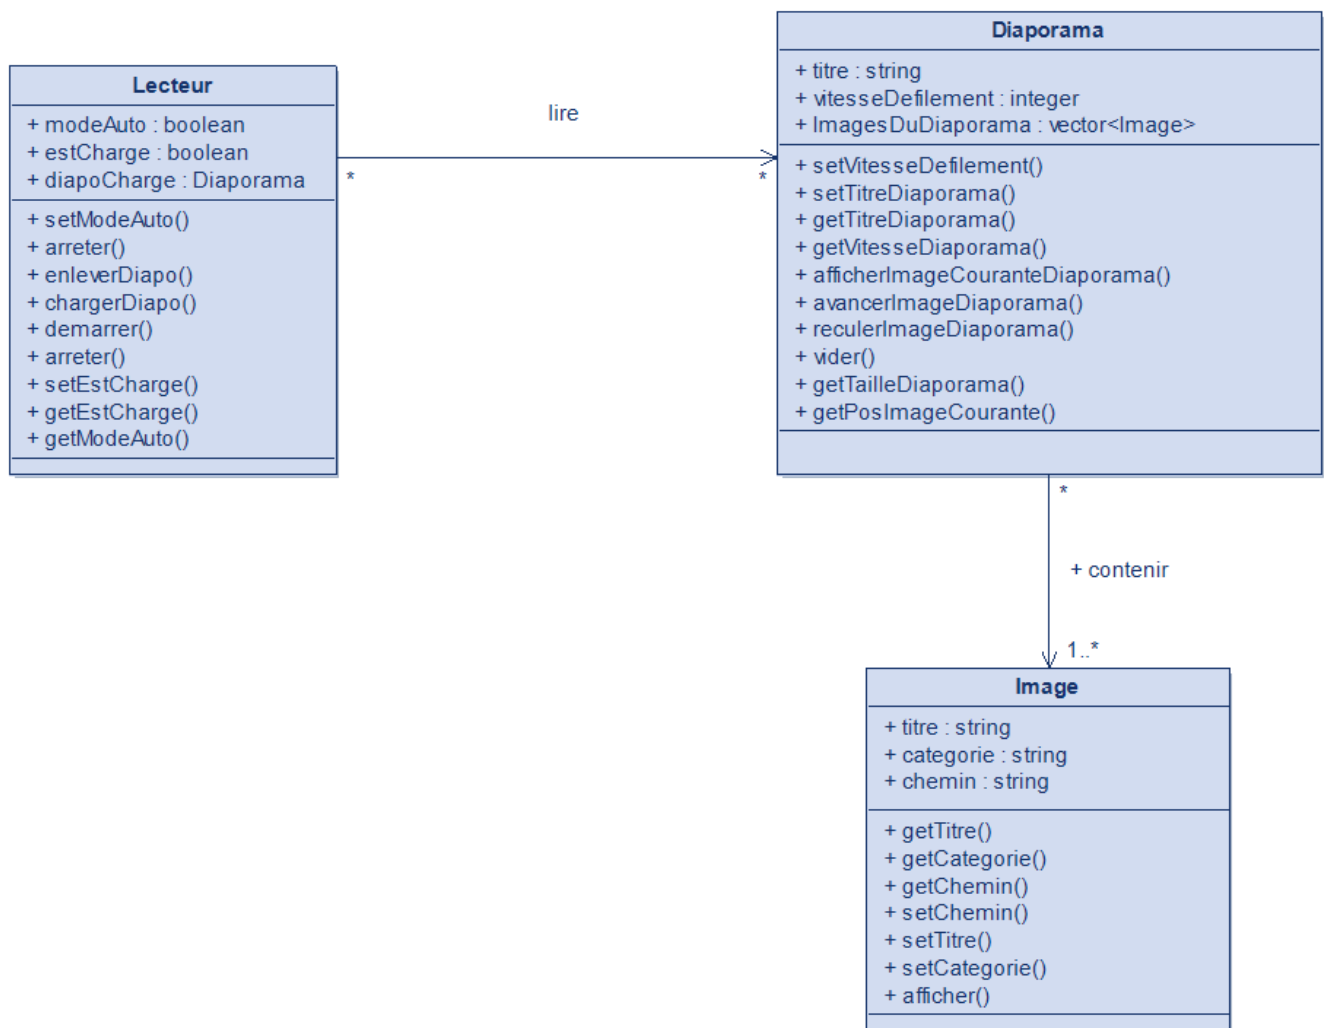 Lecteur
+ modeAuto : boolean
+ estCharge : boolean
+ diapoCharge : Diaporama
+ setModeAuto()
+ arreter()
+ enleverDiapo()
+ chargerDiapo()
+ demarrer()
+ arreter()
+ setEstCharge()
+ getEstCharge()
+ getModeAuto()
lire
*
*
Diaporama
+ titre : string
+ vitesseDefilement : integer
+ ImagesDuDiaporama : vector<Image>
+ setVitesseDefilement()
+ setTitreDiaporama()
+ getTitreDiaporama()
+ getVitesseDiaporama()
+ afficherImageCouranteDiaporama()
+ avancerImageDiaporama()
+ reculerImageDiaporama()
+ vider()
+ getTailleDiaporama()
+ getPosImageCourante()
*
+ contenir
1..*
Image
+ titre : string
+ categorie : string
+ chemin : string
+ getTitre()
+ getCategorie()
+ getChemin()
+ setChemin()
+ setTitre()
+ setCategorie()
+ afficher()